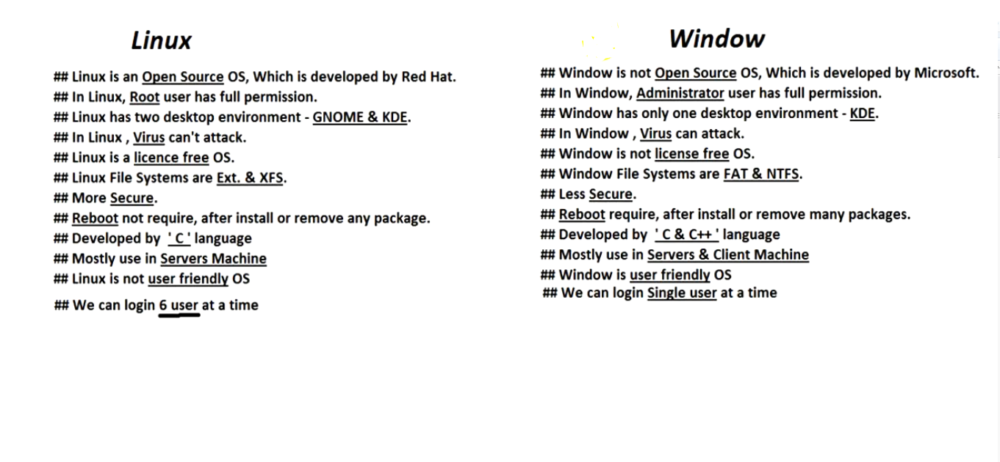 Linux
## Linux is an Open Source OS, Which is developed by Red Hat.
## In Linux, Root user has full permission.
## Linux has two desktop environment - GNOME & KDE.
## In Linux , Virus can't attack.
## Linux is a licence free OS.
## Linux File Systems are Ext. & XFS.
## More Secure.
## Reboot not require, after install or remove any package.
## Developed by ' C ' language
## Mostly use in Servers Machine
## Linux is not user friendly OS
## We can login 6 user at a time
Window
## Window is not Open Source OS, Which is developed by Microsoft.
## In Window, Administrator user has full permission.
## Window has only one desktop environment - KDE.
## In Window , Virus can attack.
## Window is not license free OS.
## Window File Systems are FAT & NTFS.
## Less Secure.
## Reboot require, after install or remove many packages.
## Developed by ' C & C++ ' language
## Mostly use in Servers & Client Machine
## Window is user friendly OS
## We can login Single user at a time